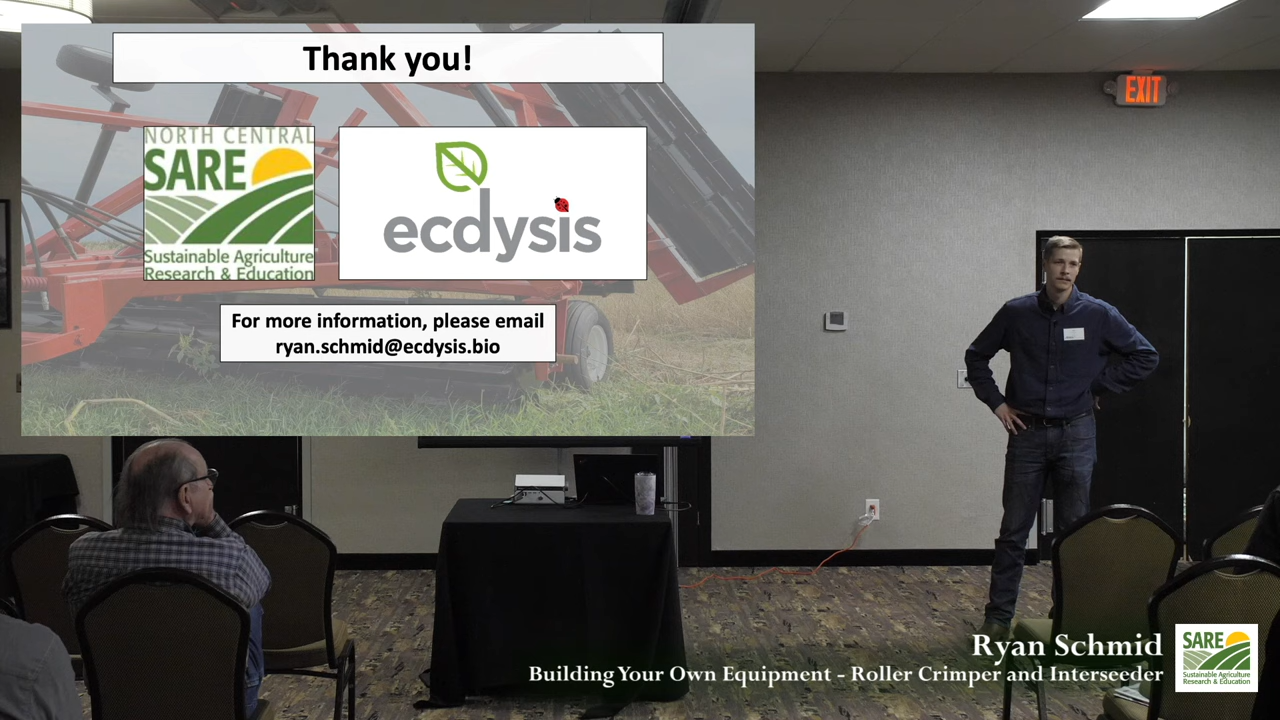 Thank you!
NORTH CENTRAL
SARE
Sustainable Agriculture
Research & Education
ecdysis
For more information, please email
ryan.schmid@ecdysis.bio
EXIT
Ryan Schmid
Building Your Own Equipment - Roller Crimper and Interseeder
SARE
Sustainable Agriculture
Research & Education